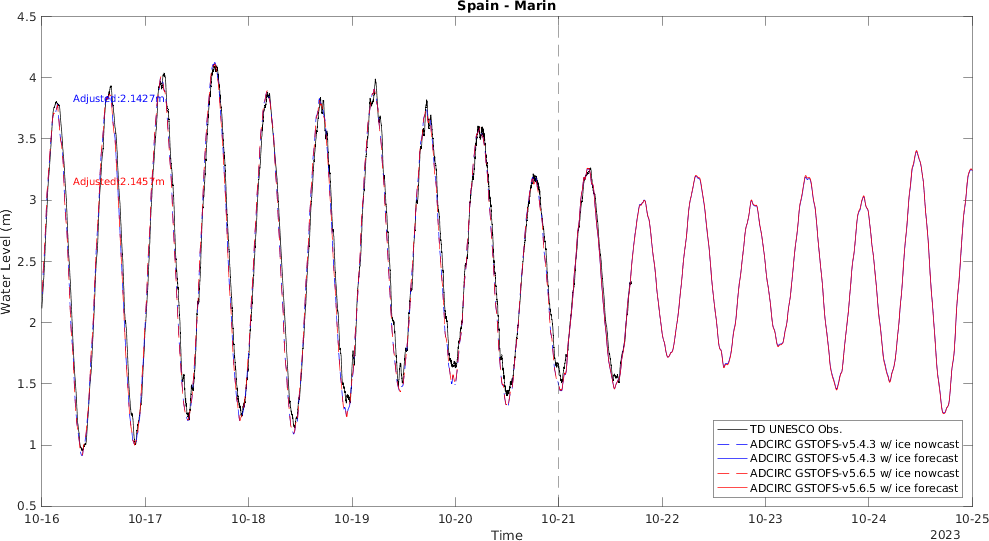 Spain - Marin
4.5
4
3.5
3
2.5
2
1.5
1
0.5
Water Level (m)
Adjusted:2.1427m
Adjusted:2.1457m
TD UNESCO Obs.
ADCIRC GSTOFS-v5.4.3 w/ ice nowcast
ADCIRC GSTOFS-v5.4.3 w/ ice forecast
ADCIRC GSTOFS-v5.6.5 w/ ice nowcast
ADCIRC GSTOFS-v5.6.5 w/ ice forecast
10-16 10-17 10-18 10-19 10-20 10-21 10-22 10-23 10-24 10-25
Time
2023